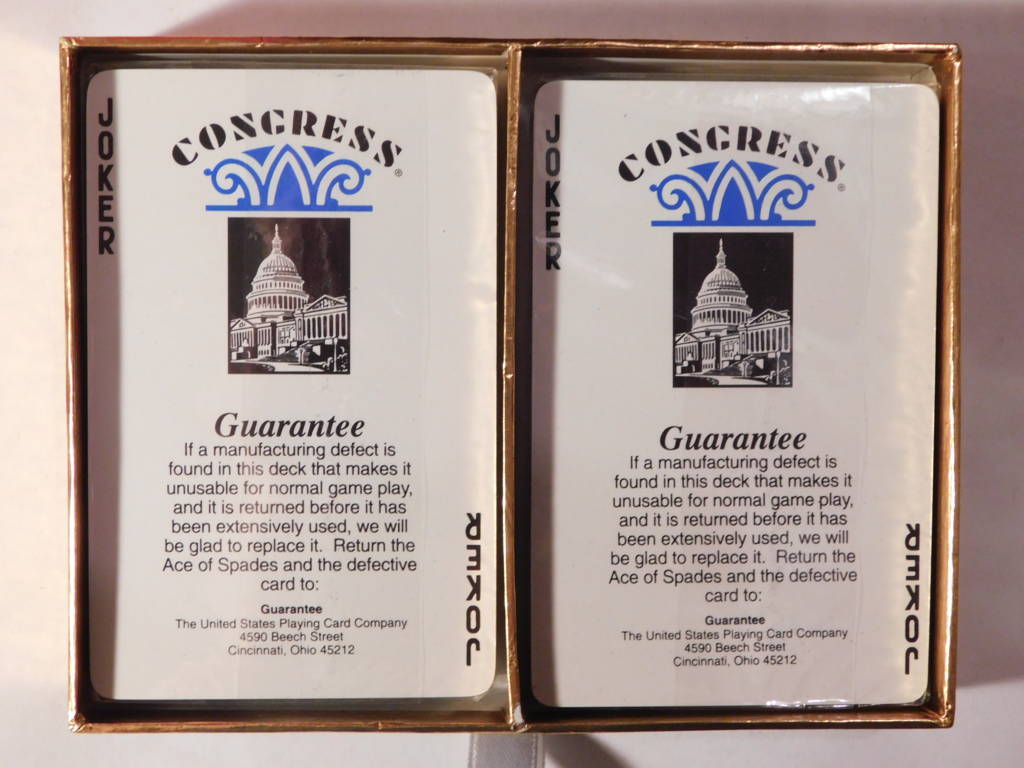 JOKER
CONGRESS®
Guarantee
If a manufacturing defect is
found in this deck that makes it
unusable for normal game play,
and it is returned before it has
been extensively used, we will
be glad to replace it. Return the
Ace of Spades and the defective
card to:
Guarantee
The United States Playing Card Company
4590 Beech Street
Cincinnati, Ohio 45212
JOKER
JOKER
CONGRESS®
Guarantee
If a manufacturing defect is
found in this deck that makes it
unusable for normal game play,
and it is returned before it has
been extensively used, we will
be glad to replace it. Return the
Ace of Spades and the defective
card to:
Guarantee
The United States Playing Card Company
4590 Beech Street
Cincinnati, Ohio 45212
JOKER